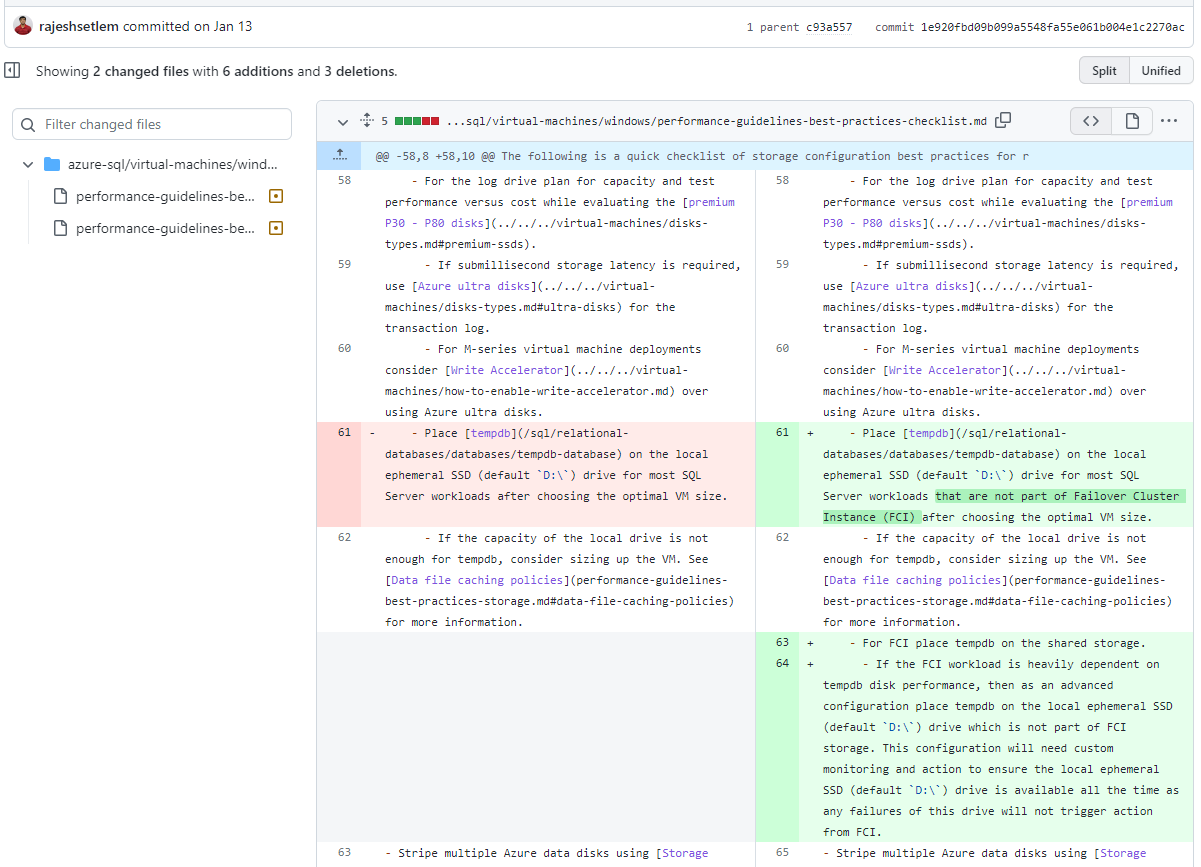 rajeshsetlem committed on Jan 13
1 parent c93a557 commit 1e920fbd09b099a5548fa55e061b004e1c2270ac
Showing 2 changed files with 6 additions and 3 deletions.
Split Unified
Filter changed files
azure-sql/virtual-machines/wind...
performance-guidelines-be...
performance-guidelines-be...
5 ...sql/virtual-machines/windows/performance-guidelines-best-practices-checklist.md
@@ -58,8 +58,10 @@ The following is a quick checklist of storage configuration best practices for r
58 - For the log drive plan for capacity and test
performance versus cost while evaluating the [premium
P30 - P80 disks](../../../virtual-machines/disks-
types.md#premium-ssds).
59 - If submillisecond storage latency is required,
use [Azure ultra disks](../../../virtual-
machines/disks-types.md#ultra-disks) for the
transaction log.
60 - For M-series virtual machine deployments
consider [Write Accelerator](../../../virtual-
machines/how-to-enable-write-accelerator.md) over
using Azure ultra disks.
61 - - Place [tempdb](/sql/relational-
databases/databases/tempdb-database) on the local
ephemeral SSD (default `D:\`) drive for most SQL
Server workloads after choosing the optimal VM size.
62 - If the capacity of the local drive is not
enough for tempdb, consider sizing up the VM. See
[Data file caching policies](performance-guidelines-
best-practices-storage.md#data-file-caching-policies)
for more information.
63 - Stripe multiple Azure data disks using [Storage
58 - For the log drive plan for capacity and test
performance versus cost while evaluating the [premium
P30 - P80 disks](../../../virtual-machines/disks-
types.md#premium-ssds).
59 - If submillisecond storage latency is required,
use [Azure ultra disks](../../../virtual-
machines/disks-types.md#ultra-disks) for the
transaction log.
60 - For M-series virtual machine deployments
consider [Write Accelerator](../../../virtual-
machines/how-to-enable-write-accelerator.md) over
using Azure ultra disks.
61 + - Place [tempdb](/sql/relational-
databases/databases/tempdb-database) on the local
ephemeral SSD (default `D:\`) drive for most SQL
Server workloads that are not part of Failover Cluster
Instance (FCI) after choosing the optimal VM size.
62 - If the capacity of the local drive is not
enough for tempdb, consider sizing up the VM. See
[Data file caching policies](performance-guidelines-
best-practices-storage.md#data-file-caching-policies)
for more information.
63 + - For FCI place tempdb on the shared storage.
64 + - If the FCI workload is heavily dependent on
tempdb disk performance, then as an advanced
configuration place tempdb on the local ephemeral SSD
(default `D:\`) drive which is not part of FCI
storage. This configuration will need custom
monitoring and action to ensure the local ephemeral
SSD (default `D:\`) drive is available all the time as
any failures of this drive will not trigger action
from FCI.
65 - Stripe multiple Azure data disks using [Storage